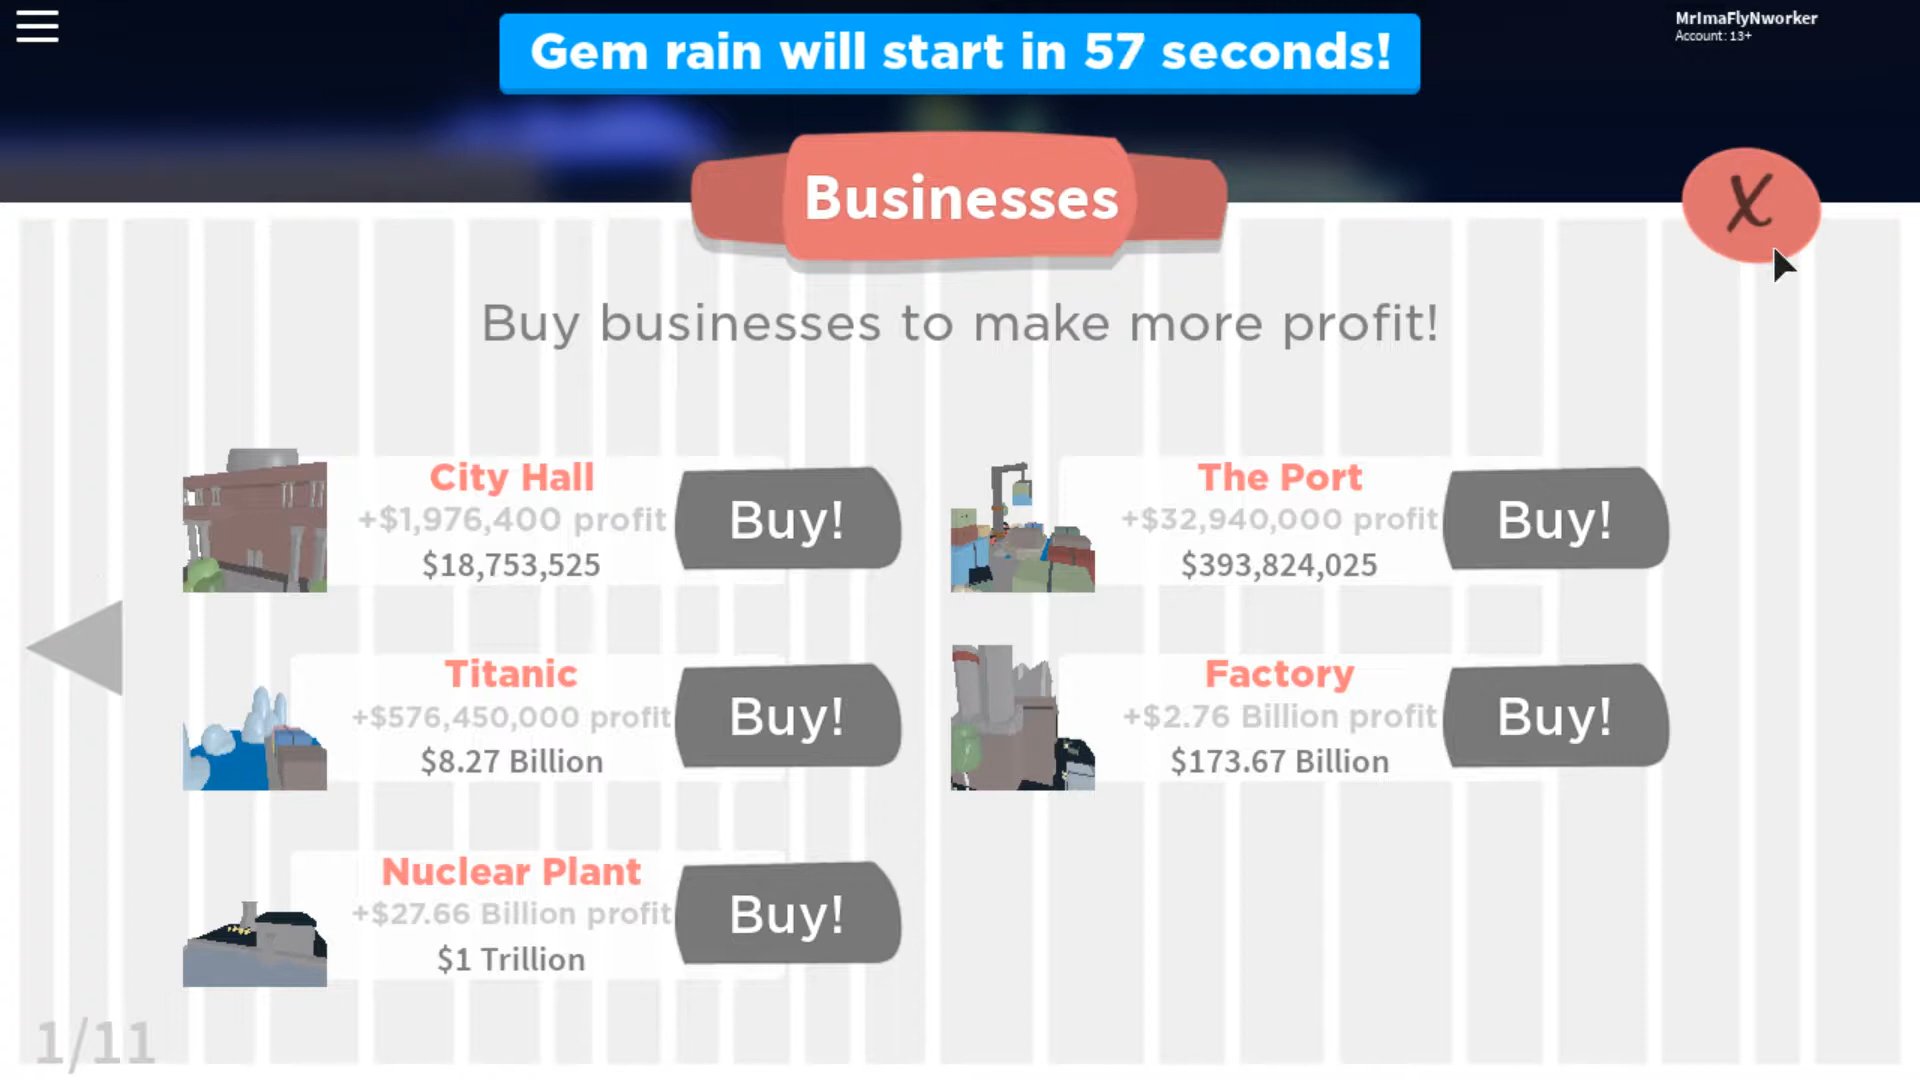 Gem rain will start in 57 seconds!
MrImaFlyNworker
Account: 13+
Businesses
X
Buy businesses to make more profit!
City Hall
+$1,976,400 profit
$18,753,525
Buy!
The Port
+$32,940,000 profit
$393,824,025
Buy!
Titanic
+$576,450,000 profit
$8.27 Billion
Buy!
Factory
+$2.76 Billion profit
$173.67 Billion
Buy!
Nuclear Plant
+$27.66 Billion profit
$1 Trillion
Buy!
1/11